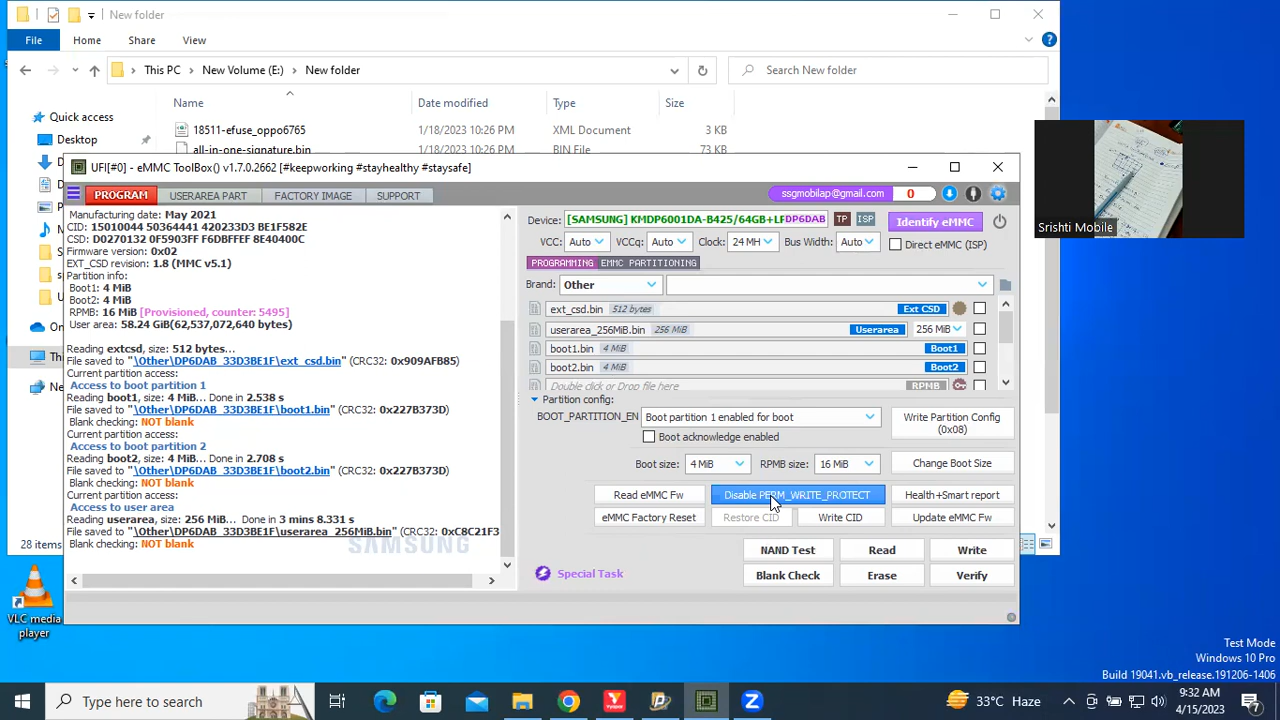 New folder
File
Home
Share
View
This PC
New Volume (E:)
New folder
Search New folder
Name
Date modified
Type
Size
Quick access
Desktop
18511-efuse_oppo6765
1/18/2023 10:26 PM
XML Document
3 KB
all-in-one-signature.bin
1/18/2023 10:26 PM
BIN File
73 KB
UFI[#0] - eMMC ToolBox() v1.7.0.2662 [#keepworking #stayhealthy #staysafe]
PROGRAM
USERAREA PART
FACTORY IMAGE
SUPPORT
ssgmobilap@gmail.com
0
Manufacturing date: May 2021
CID: 15010044 50364441 420233D3 BE1F582E
CSD: D0270132 0F5903FF F6DBFFEF 8E40400C
Firmware version: 0x02
EXT_CSD revision: 1.8 (MMC v5.1)
Partition info:
Boot1: 4 MiB
Boot2: 4 MiB
RPMB: 16 MiB [Provisioned, counter: 5495]
User area: 58.24 GiB(62,537,072,640 bytes)
Reading extcsd, size: 512 bytes...
File saved to "\Other\DP6DAB_33D3BE1F\ext_csd.bin" (CRC32: 0x909AFB85)
Current partition access:
Access to boot partition 1
Reading boot1, size: 4 MiB... Done in 2.538 s
File saved to "\Other\DP6DAB_33D3BE1F\boot1.bin" (CRC32: 0x227B373D)
Blank checking: NOT blank
Current partition access:
Access to boot partition 2
Reading boot2, size: 4 MiB... Done in 2.708 s
File saved to "\Other\DP6DAB_33D3BE1F\boot2.bin" (CRC32: 0x227B373D)
Blank checking: NOT blank
Current partition access:
Access to user area
Reading userarea, size: 256 MiB... Done in 3 mins 8.331 s
File saved to "\Other\DP6DAB_33D3BE1F\userarea_256MiB.bin" (CRC32: 0xC8C21F3
Blank checking: NOT blank
SAMSUNG
Device: [SAMSUNG] KMDP6001DA-B425/64GB+LF DP6DAB
TP
ISP
Identify eMMC
VCC: Auto
VCCq: Auto
Clock: 24 MH
Bus Width: Auto
Direct eMMC (ISP)
PROGRAMMING
EMMC PARTITIONING
Brand: Other
ext_csd.bin 512 bytes Ext CSD
userarea_256MiB.bin 256 MiB Userarea 256 MiB
boot1.bin 4 MiB Boot1
boot2.bin 4 MiB Boot2
Double click or Drop file here RPMB
Partition config:
BOOT_PARTITION_EN Boot partition 1 enabled for boot
Write Partition Config
(0x08)
Boot acknowledge enabled
Boot size: 4 MiB
RPMB size: 16 MiB
Change Boot Size
Read eMMC Fw
Disable PERM_WRITE_PROTECT
Health+Smart report
eMMC Factory Reset
Restore CID
Write CID
Update eMMC Fw
NAND Test
Read
Write
Special Task
Blank Check
Erase
Verify
28 items
Srishti Mobile
VLC media
player
Test Mode
Windows 10 Pro
Build 19041.vb_release.191206-1406
Type here to search
33°C Haze
9:32 AM
4/15/2023
7